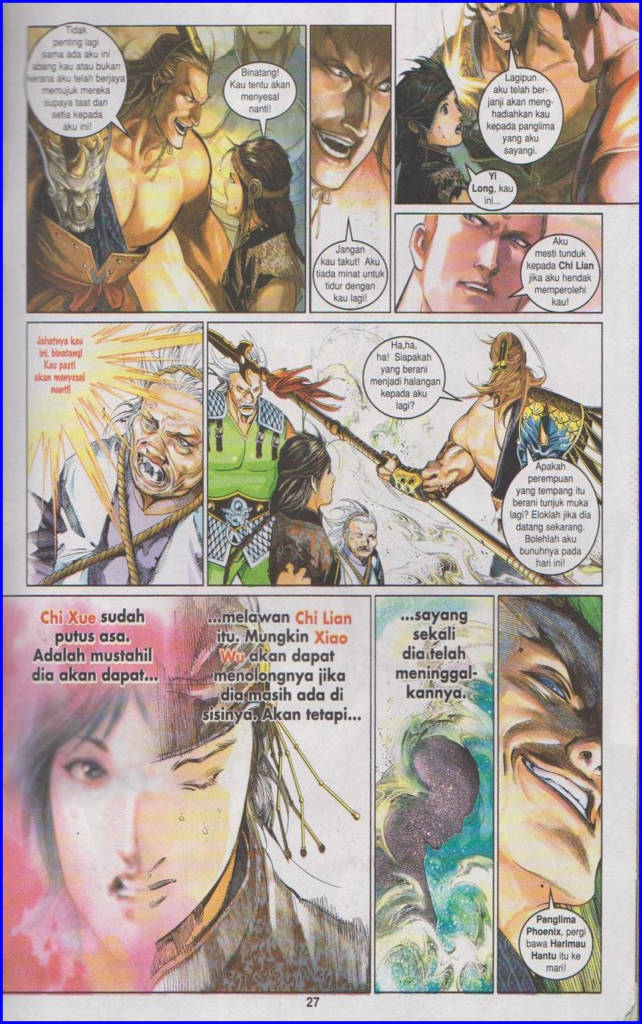 Tidak
penting lagi
sama ada aku ini
abang kau atau bukan
kerana aku telah berjaya
memujuk mereka
supaya taat dan
setia kepada
aku ini!
Binatang!
Kau tentu akan
menyesal
nanti!
Jangan
kau takut! Aku
tiada minat untuk
tidur dengan
kau lagi!
Lagipun
aku telah ber-
janji akan meng-
hadiahkan kau
kepada panglima
yang aku
sayangi.
Yi
Long, kau
ini...
Aku
mesti tunduk
kepada Chi Lian
jika aku hendak
memperolehi
kau!
Jahatnya kau
ini, binatang!
Kau pasti
akan menyesal
nanti!
Ha,ha,
ha! Siapakah
yang berani
menjadi halangan
kepada aku
lagi?
Apakah
perempuan
yang tempang itu
berani tunjuk muka
lagi? Eloklah jika dia
datang sekarang.
Bolehlah aku
bunuhnya pada
hari ini!
Chi Xue sudah
putus asa.
Adalah mustahil
dia akan dapat...
...melawan Chi Lian
itu. Mungkin Xiao
Wu akan dapat
menolongnya jika
dia masih ada di
sisinya. Akan tetapi...
...sayang
sekali
dia telah
meninggal-
kannya.
Panglima
Phoenix, pergi
bawa Harimau
Hantu itu ke
mari!
27